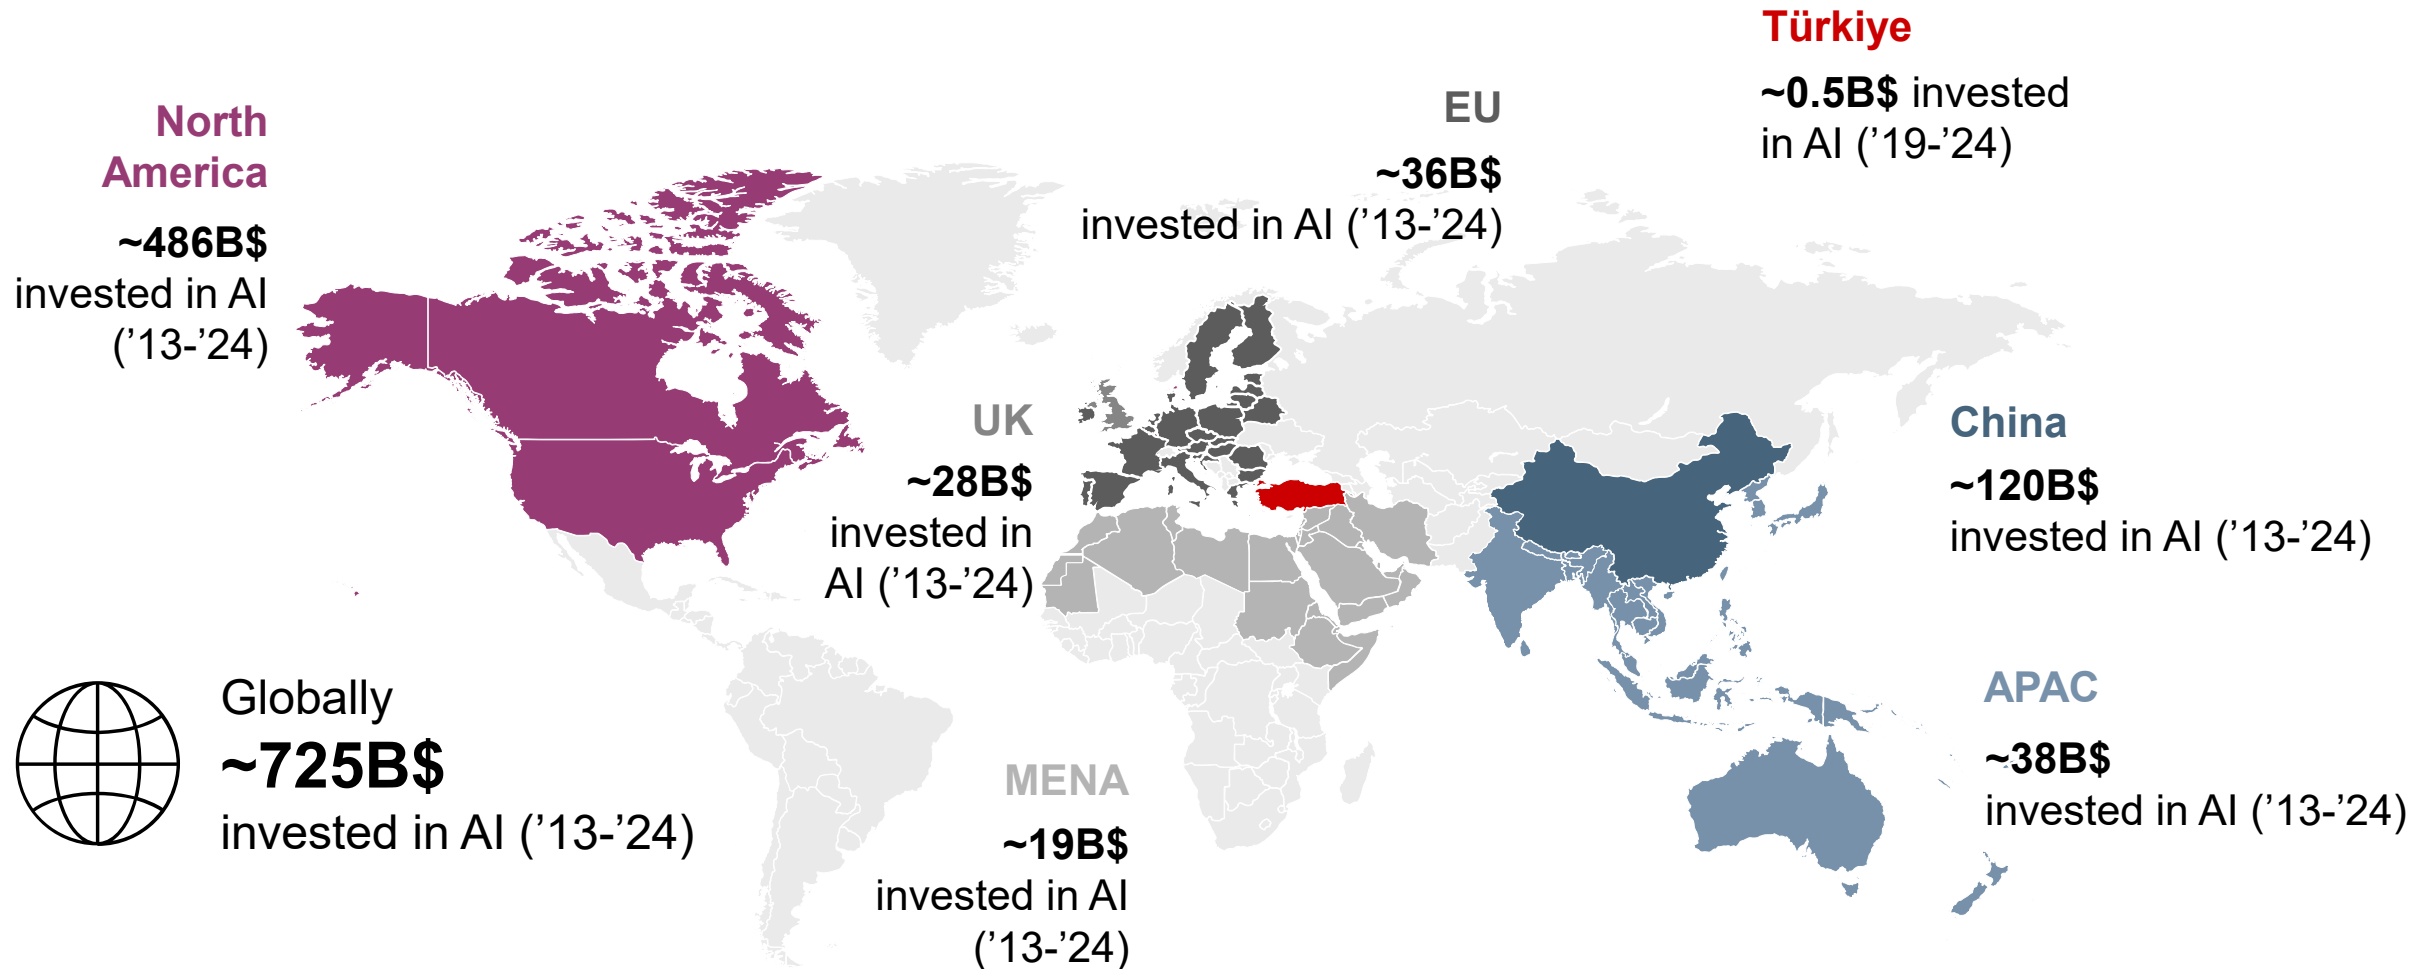 Türkiye
~0.5B$ invested
in AI (’19-’24)
EU
~36B$
invested in AI (’13-’24)
North
America
~486B$
invested in AI
(’13-’24)
UK
~28B$
invested in
AI (’13-’24)
China
~120B$
invested in AI (’13-’24)
Globally
~725B$
invested in AI (’13-’24)
MENA
~19B$
invested in AI
(’13-’24)
APAC
~38B$
invested in AI (’13-’24)